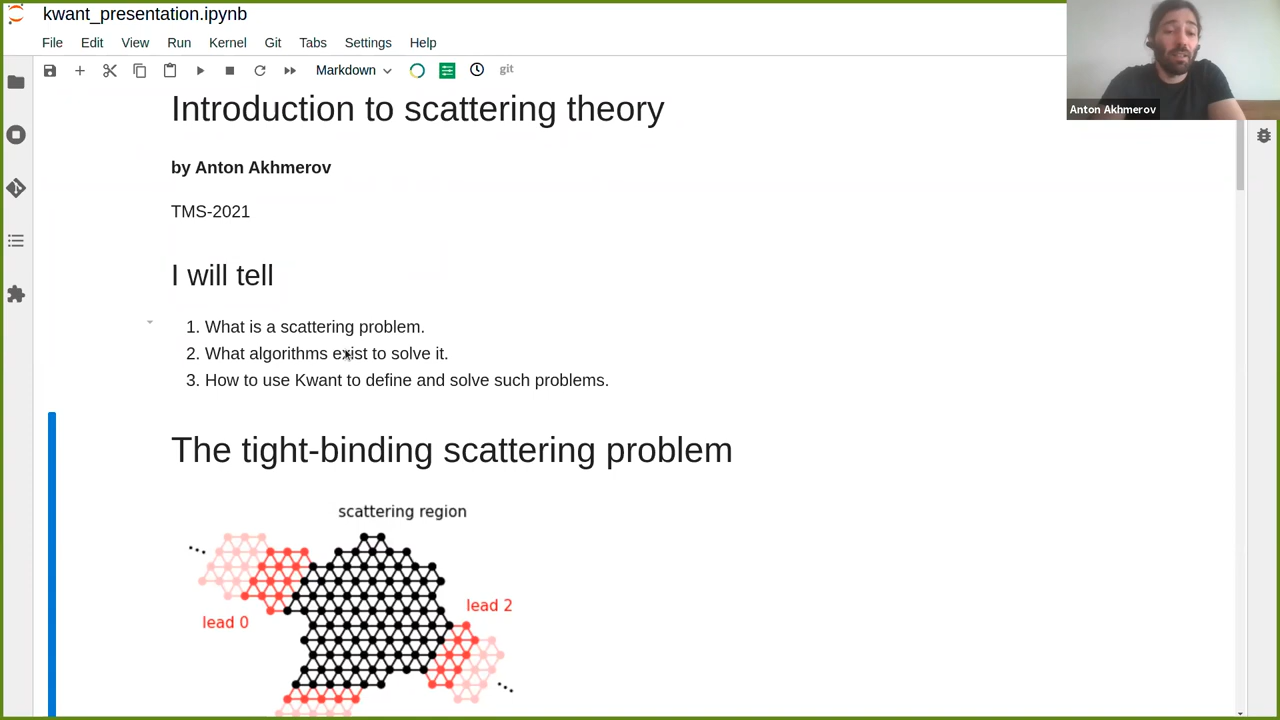 kwant_presentation.ipynb
File Edit View Run Kernel Git Tabs Settings Help
Markdown
git
Anton Akhmerov
Introduction to scattering theory
by Anton Akhmerov
TMS-2021
I will tell
1. What is a scattering problem.
2. What algorithms exist to solve it.
3. How to use Kwant to define and solve such problems.
The tight-binding scattering problem
scattering region
lead 2
lead 0